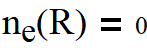 nₑ(R) = 0